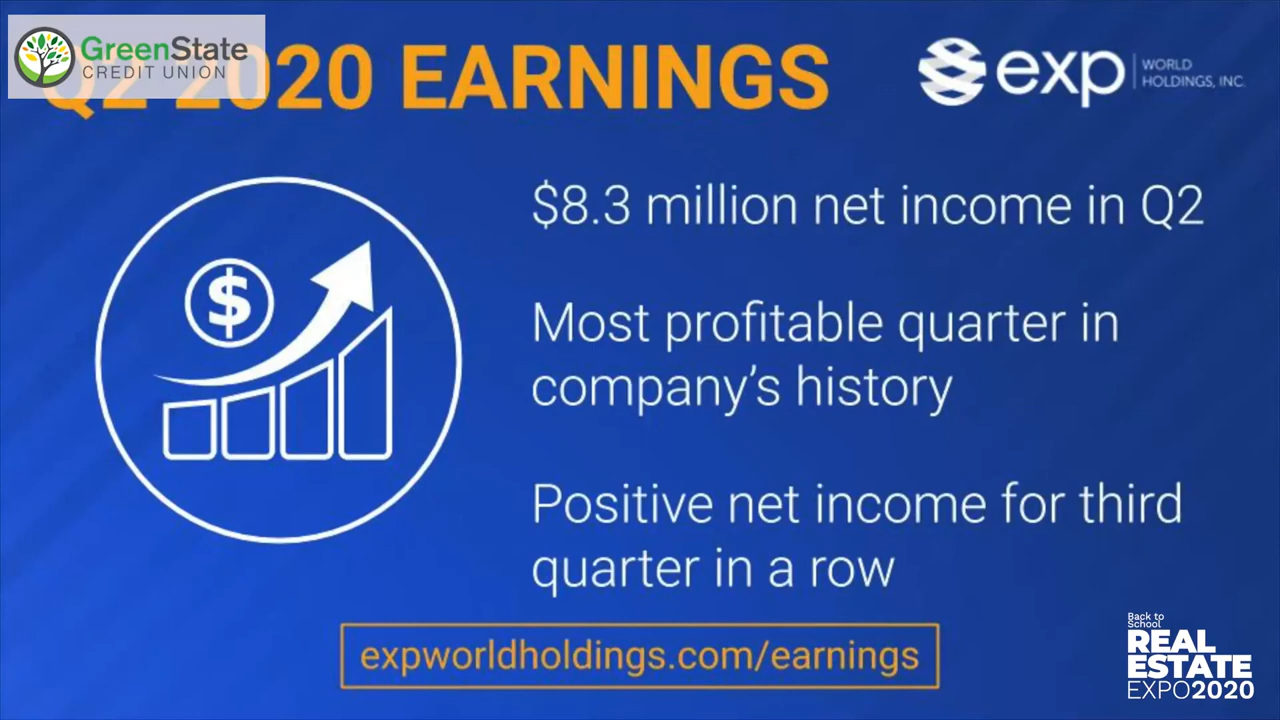 GreenState
CREDIT UNION
Q2 2020 EARNINGS
exp
WORLD
HOLDINGS, INC.
$
$8.3 million net income in Q2
Most profitable quarter in
company’s history
Positive net income for third
quarter in a row
expworldholdings.com/earnings
Back to
School
REAL
ESTATE
EXPO2020